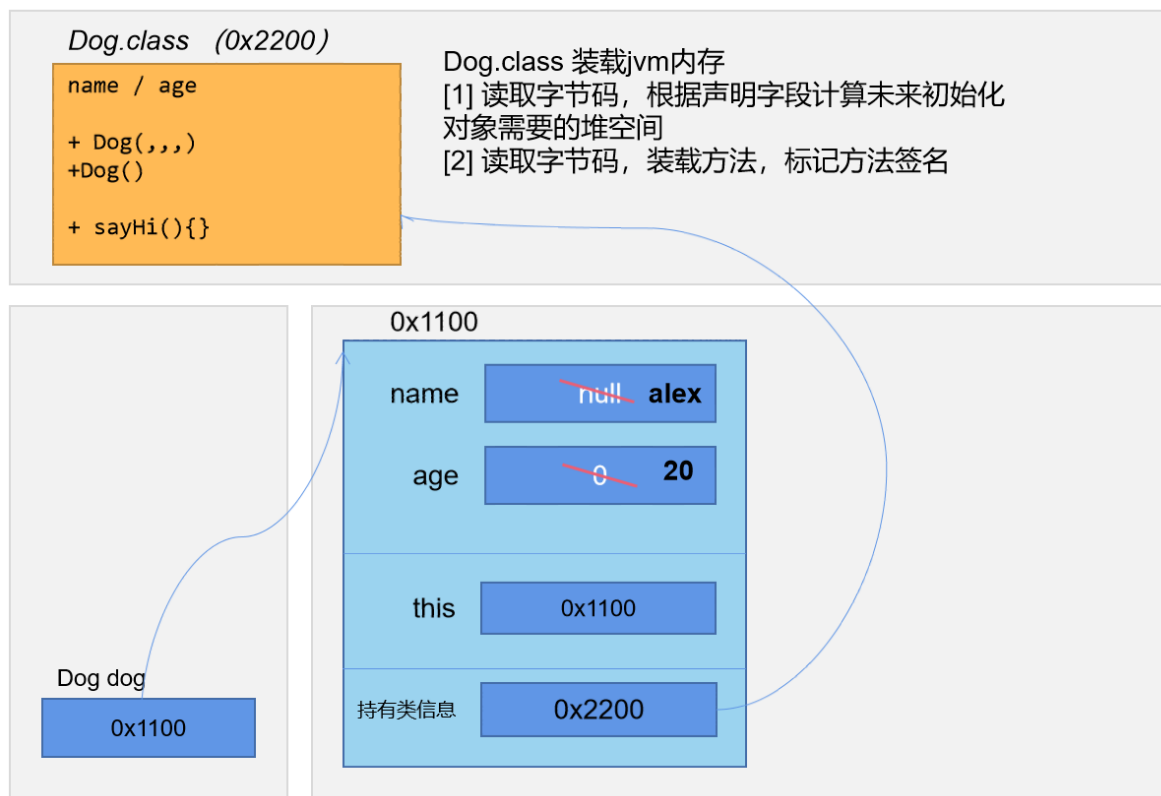 Dog.class （0x2200）
name / age
+ Dog(,,,)
+Dog()
+ sayHi(){}
Dog.class 装载jvm内存
[1] 读取字节码，根据声明字段计算未来初始化
对象需要的堆空间
[2] 读取字节码，装载方法，标记方法签名
0x1100
name null alex
age 0 20
this 0x1100
持有类信息 0x2200
Dog dog
0x1100